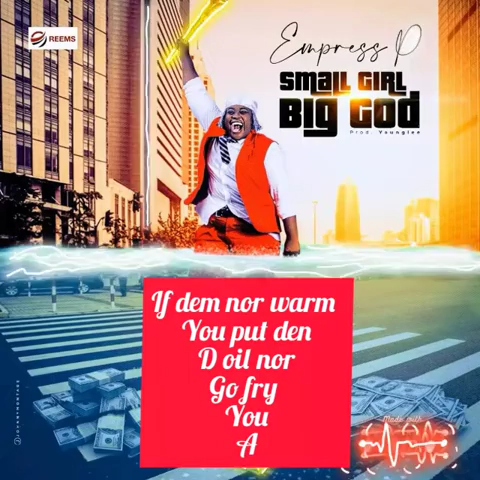 REEMS
Empress P
SMALL GIRL
BIG GOD
Prod. Younglee
If dem nor warm
You put den
D oil nor
Go fry
You
A
Made with